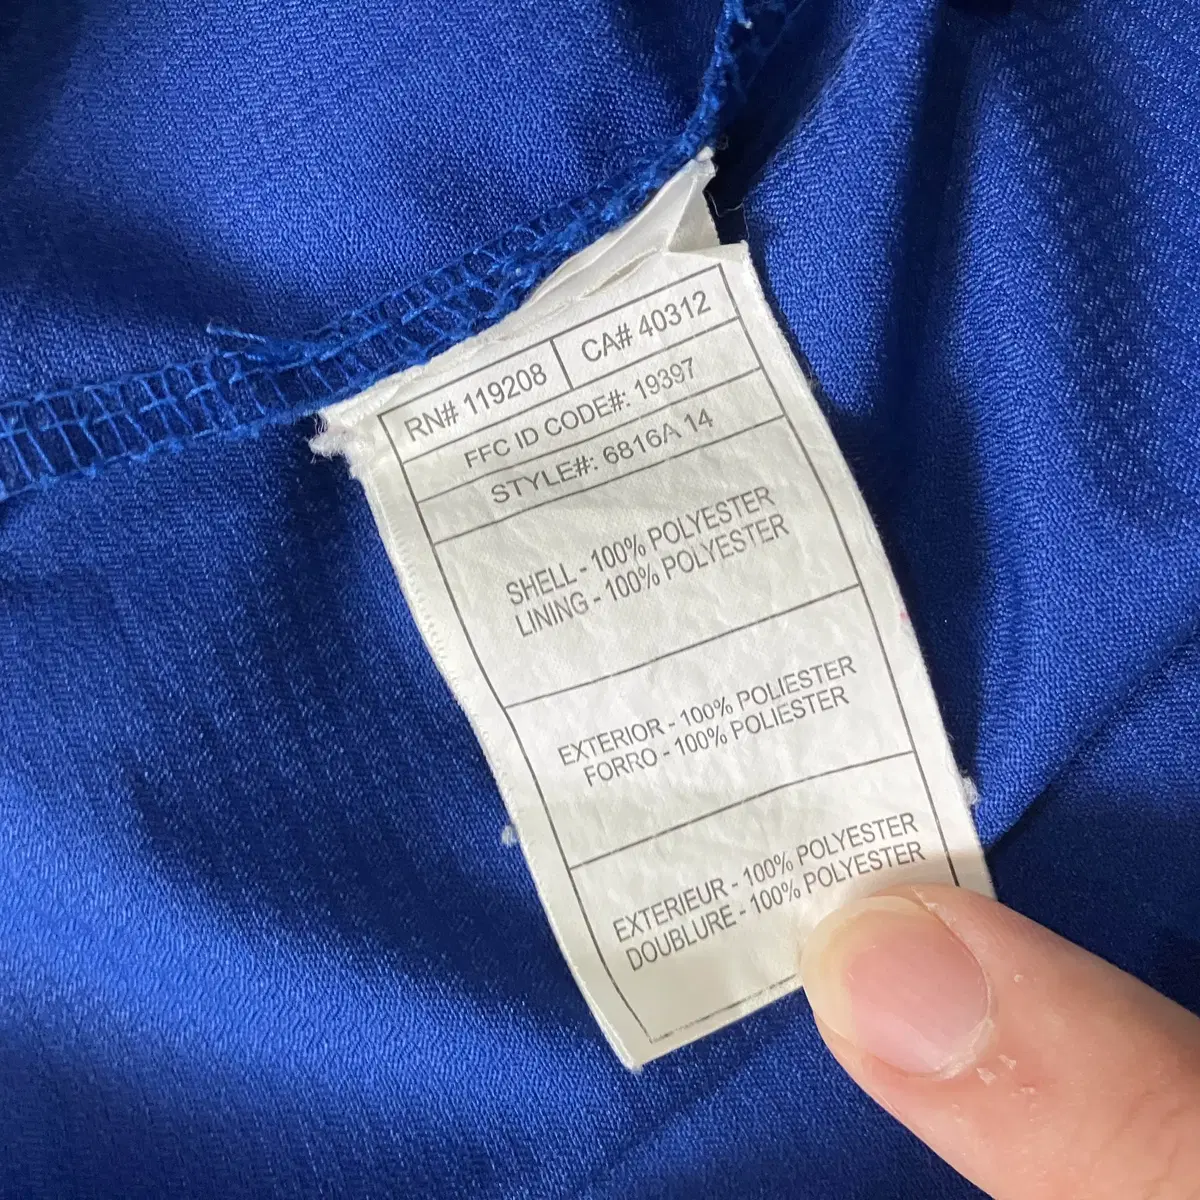 RN# 119208 CA# 40312
FFC ID CODE#: 19397
STYLE#: 6816A 14
SHELL - 100% POLYESTER
LINING - 100% POLYESTER
EXTERIOR - 100% POLIESTER
FORRO - 100% POLIESTER
EXTERIEUR - 100% POLYESTER
DOUBLURE - 100% POLYESTER